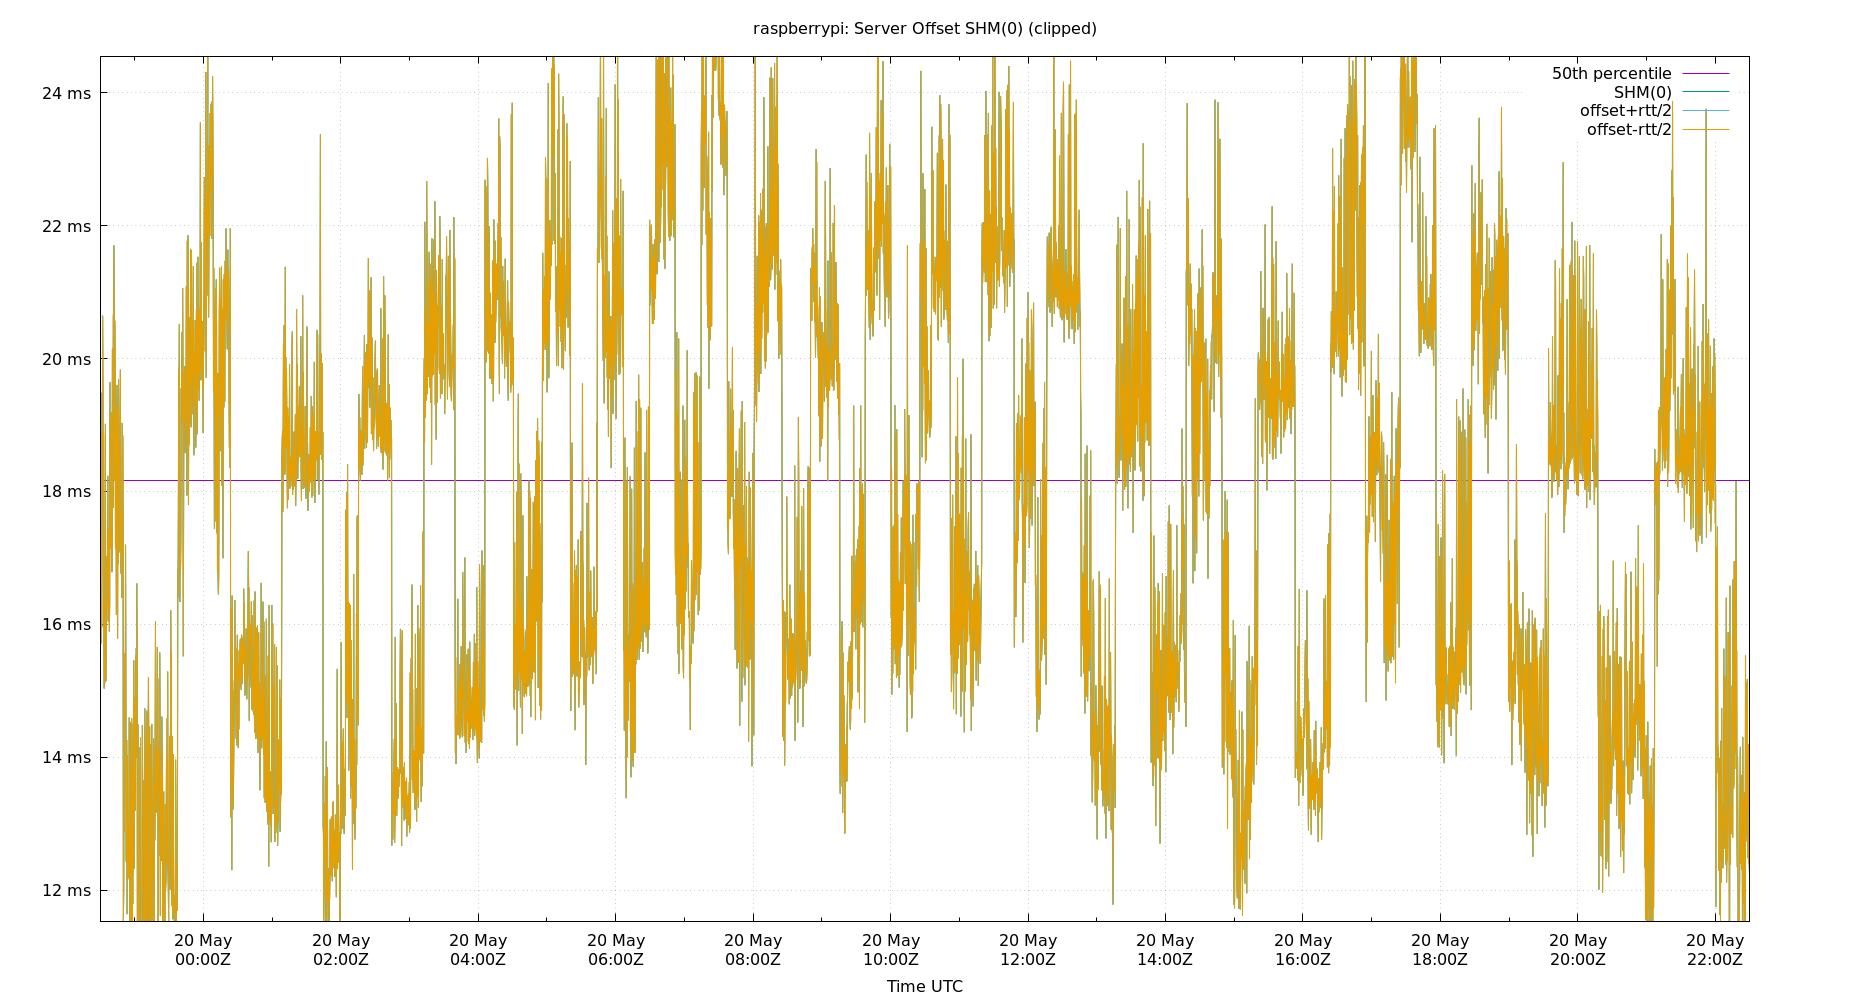 raspberrypi: Server Offset SHM(0) (clipped)
50th percentile
SHM(0)
offset+rtt/2
offset-rtt/2
24 ms
22 ms
20 ms
18 ms
16 ms
14 ms
12 ms
20 May 20 May 20 May 20 May 20 May 20 May 20 May 20 May 20 May 20 May 20 May 20 May
00:00Z 02:00Z 04:00Z 06:00Z 08:00Z 10:00Z 12:00Z 14:00Z 16:00Z 18:00Z 20:00Z 22:00Z
Time UTC